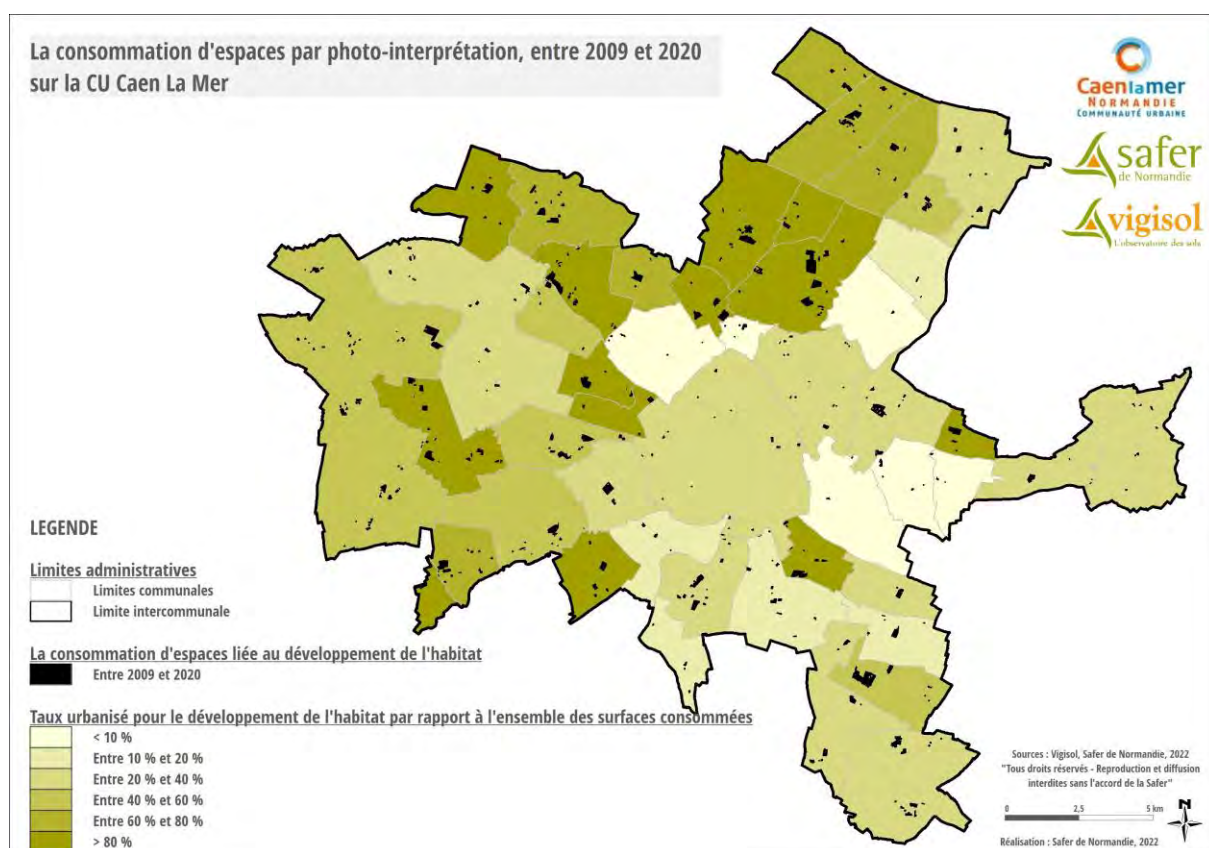 La consommation d'espaces par photo-interprétation, entre 2009 et 2020
sur la CU Caen La Mer
Caenlamer
NORMANDIE
COMMUNAUTÉ URBAINE
safer
de Normandie
vigisol
L'observatoire des sols
LEGENDE
Limites administratives
Limites communales
Limite intercommunale
La consommation d'espaces liée au développement de l'habitat
Entre 2009 et 2020
Taux urbanisé pour le développement de l'habitat par rapport à l'ensemble des surfaces consommées
< 10 %
Entre 10 % et 20 %
Entre 20 % et 40 %
Entre 40 % et 60 %
Entre 60 % et 80 %
> 80 %
Sources : Vigisol, Safer de Normandie, 2022
"Tous droits réservés - Reproduction et diffusion
interdites sans l'accord de la Safer"
0 2,5 5 km
N
Réalisation : Safer de Normandie, 2022